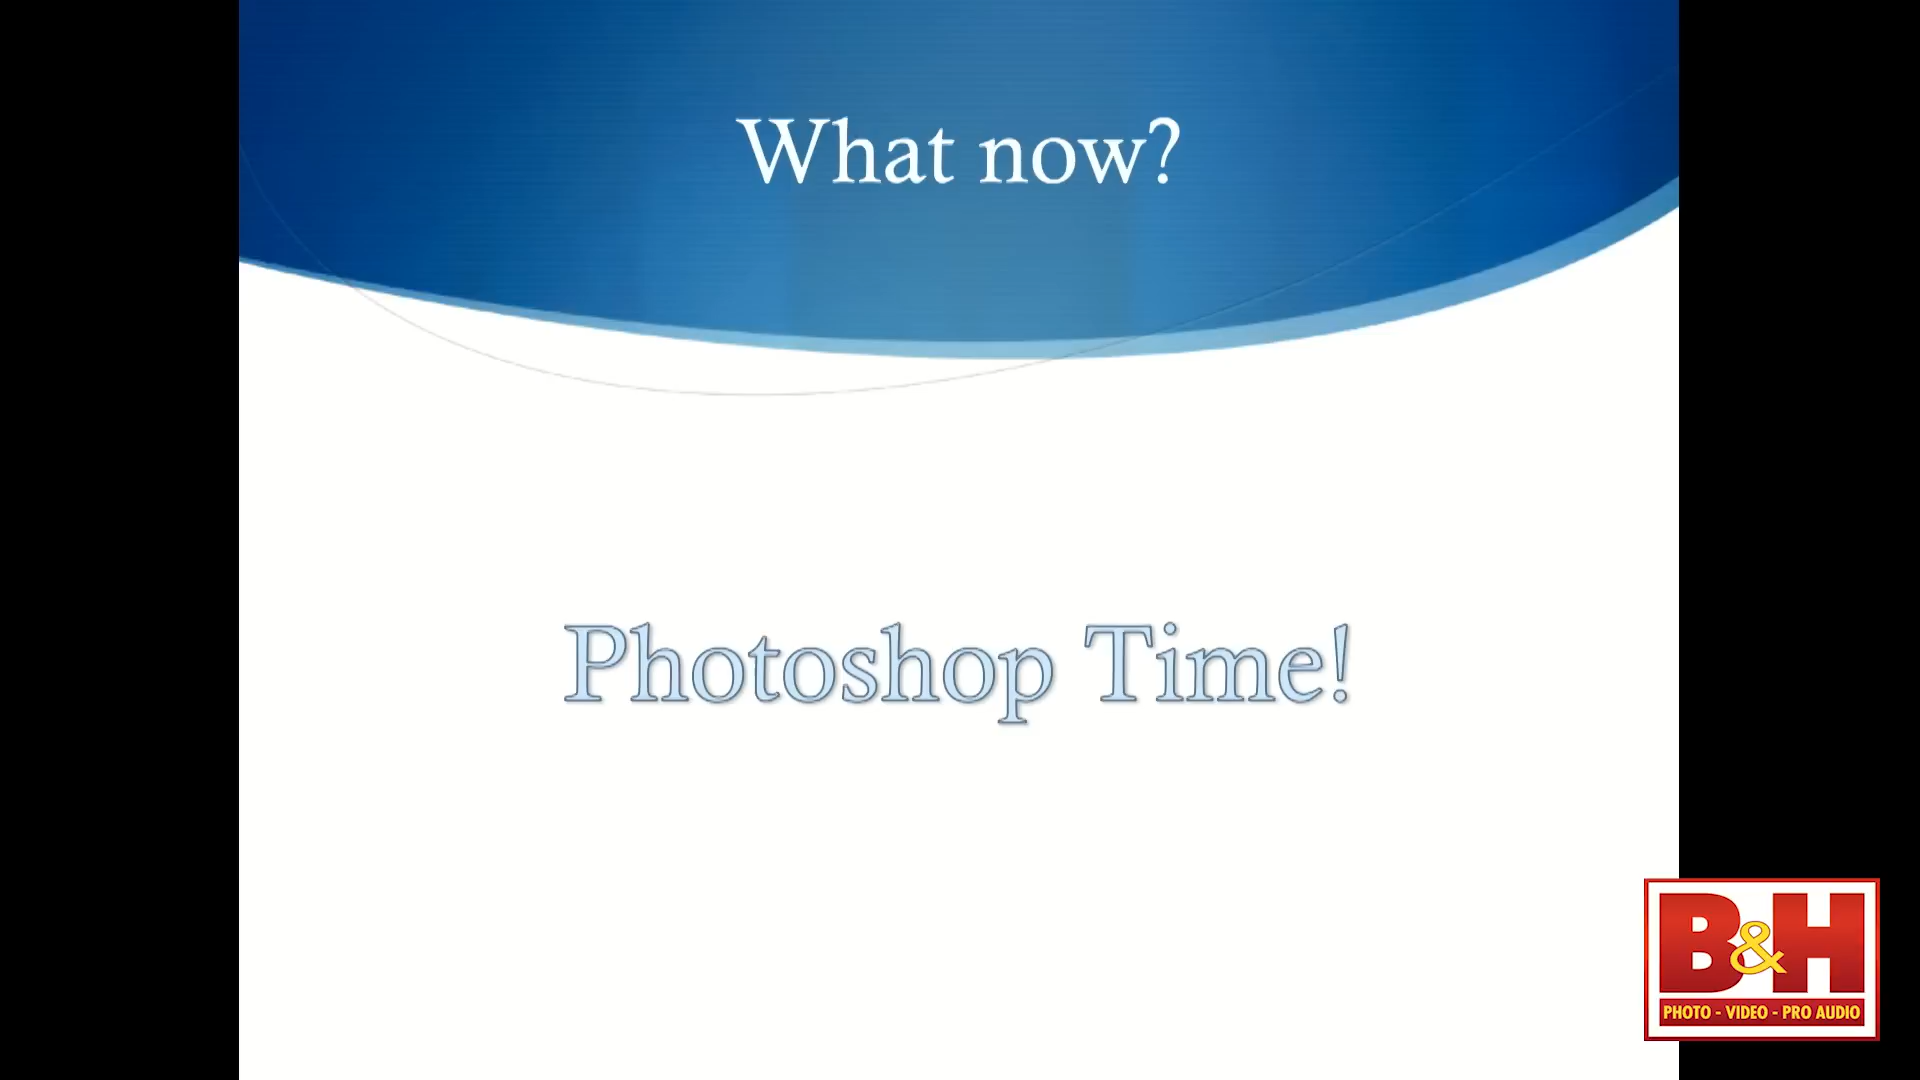 What now?
Photoshop Time!
B&H
PHOTO - VIDEO - PRO AUDIO